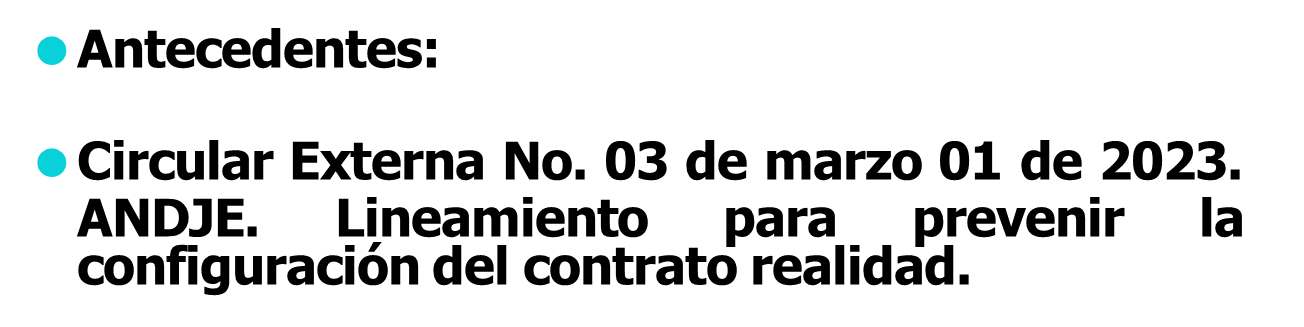 Antecedentes:
Circular Externa No. 03 de marzo 01 de 2023.
ANDJE. Lineamiento para prevenir la
configuración del contrato realidad.